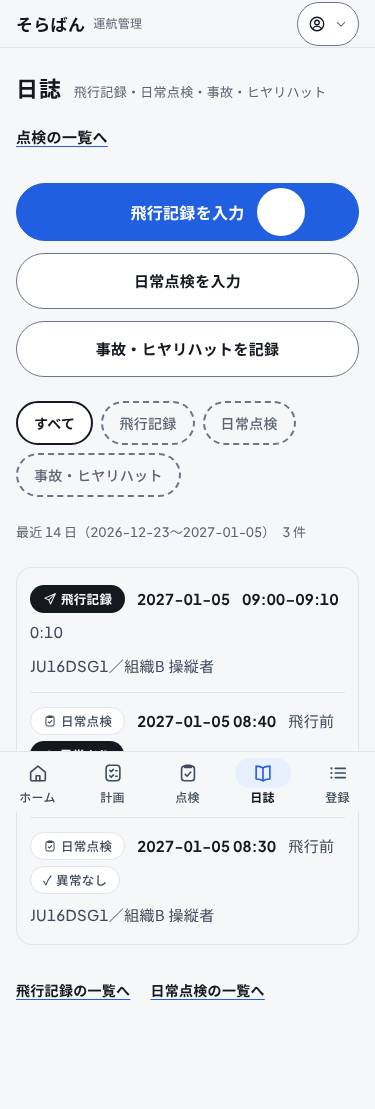 そらばん 運航管理
日誌 飛行記録・日常点検・事故・ヒヤリハット
点検の一覧へ
飛行記録を入力
日常点検を入力
事故・ヒヤリハットを記録
すべて 飛行記録 日常点検
事故・ヒヤリハット
最近 14 日（2026-12-23〜2027-01-05） 3 件
飛行記録 2027-01-05 09:00–09:10
0:10
JU16DSG1／組織B 操縦者
日常点検 2027-01-05 08:40 飛行前
ホーム 計画 点検 日誌 登録
日常点検 2027-01-05 08:30 飛行前
✓ 異常なし
JU16DSG1／組織B 操縦者
飛行記録の一覧へ 日常点検の一覧へ